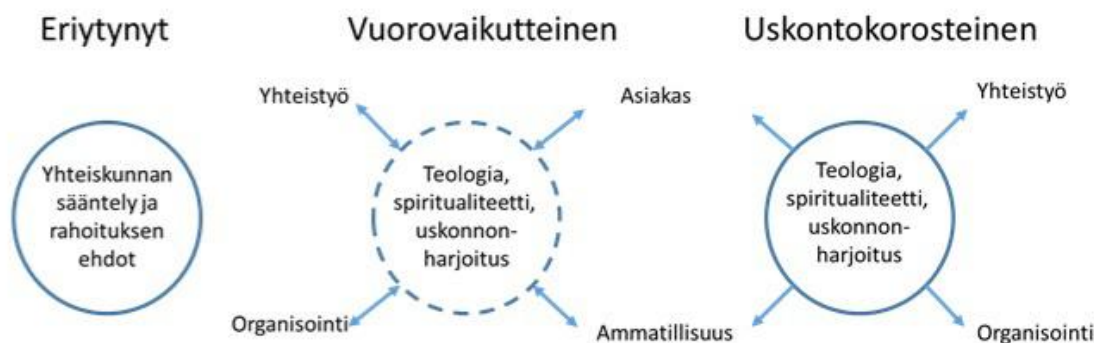 Eriytynyt
Vuorovaikutteinen
Uskontokorosteinen
Yhteistyö
Asiakas
Yhteistyö
Yhteiskunnan
sääntely ja
rahoituksen
ehdot
Teologia,
spiritualiteetti,
uskonnon-
harjoitus
Teologia,
spiritualiteetti,
uskonnon-
harjoitus
Organisointi
Ammatillisuus
Organisointi